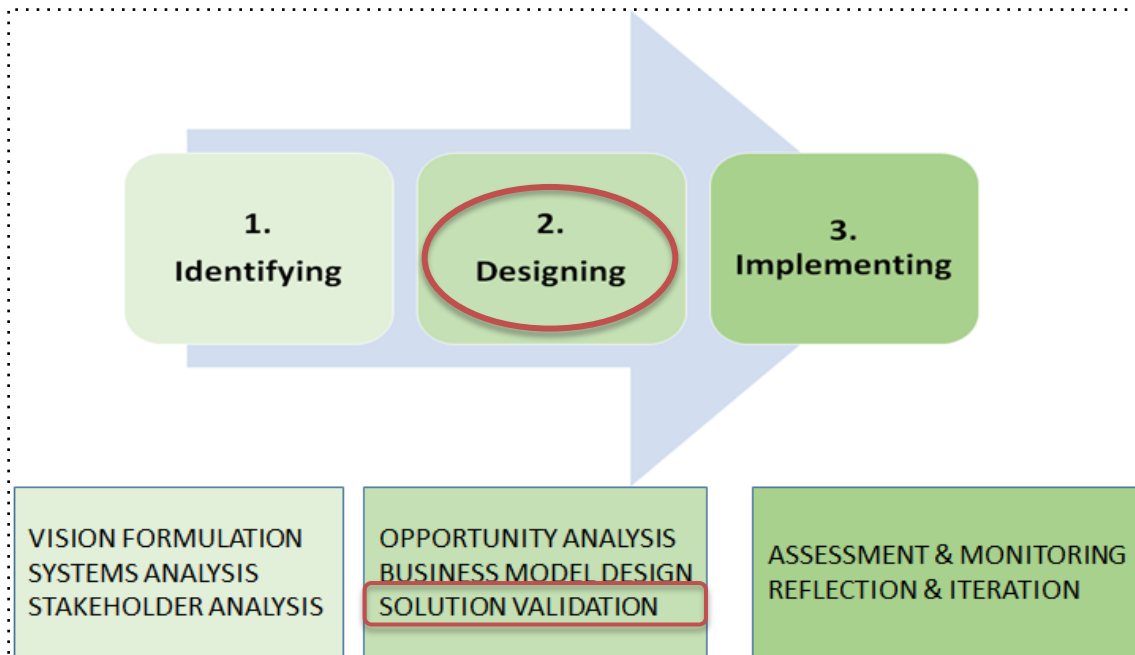 1.
Identifying
2.
Designing
3.
Implementing
VISION FORMULATION
SYSTEMS ANALYSIS
STAKEHOLDER ANALYSIS
OPPORTUNITY ANALYSIS
BUSINESS MODEL DESIGN
SOLUTION VALIDATION
ASSESSMENT & MONITORING
REFLECTION & ITERATION